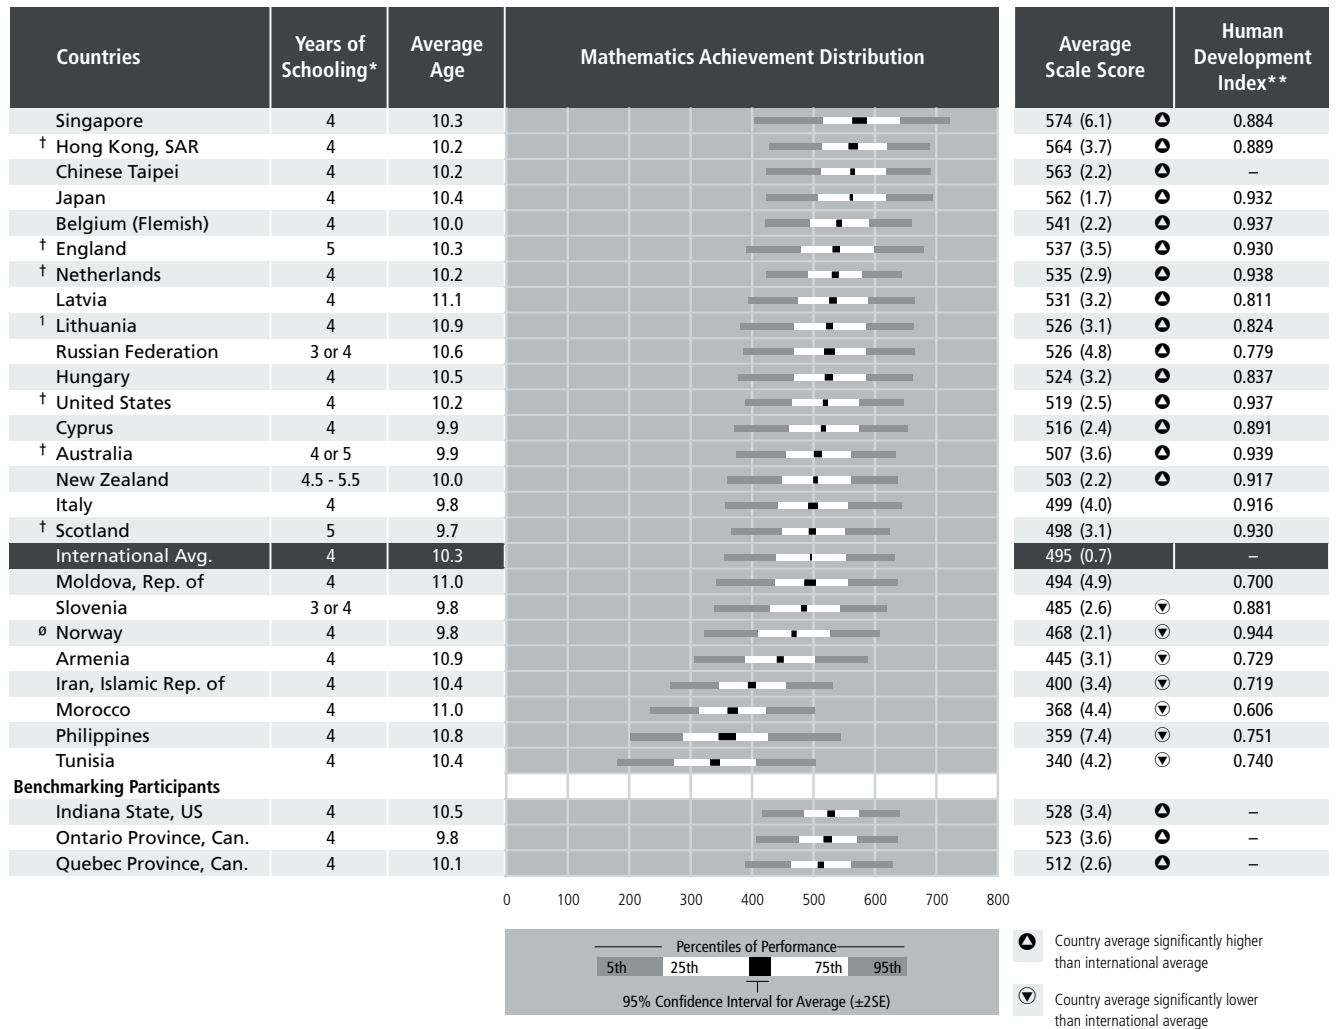 Countries Years of Schooling* Average Age Mathematics Achievement Distribution Average Scale Score Human Development Index**
Singapore 4 10.3 574 (6.1) 0.884
† Hong Kong, SAR 4 10.2 564 (3.7) 0.889
Chinese Taipei 4 10.2 563 (2.2) –
Japan 4 10.4 562 (1.7) 0.932
Belgium (Flemish) 4 10.0 541 (2.2) 0.937
† England 5 10.3 537 (3.5) 0.930
† Netherlands 4 10.2 535 (2.9) 0.938
Latvia 4 11.1 531 (3.2) 0.811
1 Lithuania 4 10.9 526 (3.1) 0.824
Russian Federation 3 or 4 10.6 526 (4.8) 0.779
Hungary 4 10.5 524 (3.2) 0.837
† United States 4 10.2 519 (2.5) 0.937
Cyprus 4 9.9 516 (2.4) 0.891
† Australia 4 or 5 9.9 507 (3.6) 0.939
New Zealand 4.5 - 5.5 10.0 503 (2.2) 0.917
Italy 4 9.8 499 (4.0) 0.916
† Scotland 5 9.7 498 (3.1) 0.930
International Avg. 4 10.3 495 (0.7) –
Moldova, Rep. of 4 11.0 494 (4.9) 0.700
Slovenia 3 or 4 9.8 485 (2.6) 0.881
ø Norway 4 9.8 468 (2.1) 0.944
Armenia 4 10.9 445 (3.1) 0.729
Iran, Islamic Rep. of 4 10.4 400 (3.4) 0.719
Morocco 4 11.0 368 (4.4) 0.606
Philippines 4 10.8 359 (7.4) 0.751
Tunisia 4 10.4 340 (4.2) 0.740
Benchmarking Participants
Indiana State, US 4 10.5 528 (3.4) –
Ontario Province, Can. 4 9.8 523 (3.6) –
Quebec Province, Can. 4 10.1 512 (2.6) –
0 100 200 300 400 500 600 700 800
Percentiles of Performance
5th 25th 75th 95th
95% Confidence Interval for Average (±2SE)
Country average significantly higher
than international average
Country average significantly lower
than international average